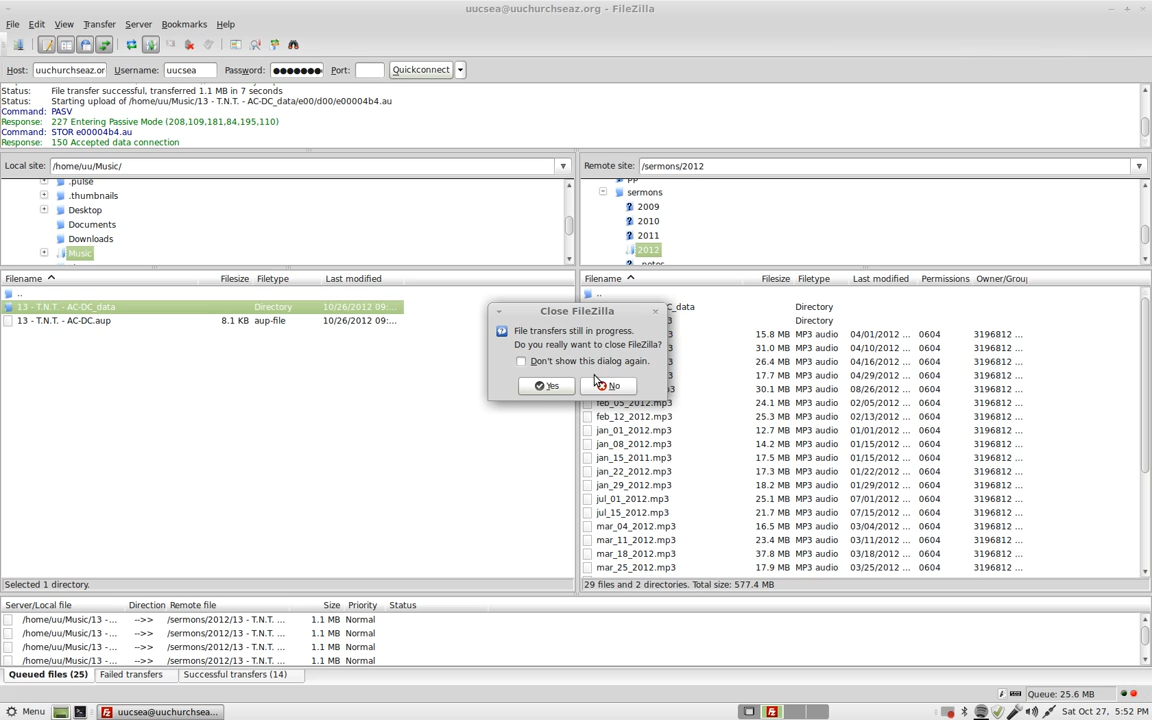 uucsea@uuchurchseaz.org - FileZilla
File Edit View Transfer Server Bookmarks Help
Host: uuchurchseaz.or Username: uucsea Password: ●●●●●●● Port: Quickconnect
Status: File transfer successful, transferred 1.1 MB in 7 seconds
Status: Starting upload of /home/uu/Music/13 - T.N.T. - AC-DC_data/e00/d00/e00004b4.au
Command: PASV
Response: 227 Entering Passive Mode (208,109,181,84,195,110)
Command: STOR e00004b4.au
Response: 150 Accepted data connection
Local site: /home/uu/Music/
.pulse
.thumbnails
Desktop
Documents
Downloads
Music
Remote site: /sermons/2012
pp
sermons
2009
2010
2011
2012
_notes
Filename Filesize Filetype Last modified
..
13 - T.N.T. - AC-DC_data Directory 10/26/2012 09:...
13 - T.N.T. - AC-DC.aup 8.1 KB aup-file 10/26/2012 09:...
Selected 1 directory.
Filename Filesize Filetype Last modified Permissions Owner/Group
..
C_data Directory
Directory
3 15.8 MB MP3 audio 04/01/2012 ... 0604 3196812 ...
3 31.0 MB MP3 audio 04/10/2012 ... 0604 3196812 ...
3 26.4 MB MP3 audio 04/16/2012 ... 0604 3196812 ...
3 17.7 MB MP3 audio 04/29/2012 ... 0604 3196812 ...
3 30.1 MB MP3 audio 08/26/2012 ... 0604 3196812 ...
feb_05_2012.mp3 24.1 MB MP3 audio 02/05/2012 ... 0604 3196812 ...
feb_12_2012.mp3 25.3 MB MP3 audio 02/13/2012 ... 0604 3196812 ...
jan_01_2012.mp3 12.7 MB MP3 audio 01/01/2012 ... 0604 3196812 ...
jan_08_2012.mp3 14.2 MB MP3 audio 01/15/2012 ... 0604 3196812 ...
jan_15_2011.mp3 17.5 MB MP3 audio 01/15/2012 ... 0604 3196812 ...
jan_22_2012.mp3 17.3 MB MP3 audio 01/22/2012 ... 0604 3196812 ...
jan_29_2012.mp3 18.2 MB MP3 audio 01/29/2012 ... 0604 3196812 ...
jul_01_2012.mp3 25.1 MB MP3 audio 07/01/2012 ... 0604 3196812 ...
jul_15_2012.mp3 21.7 MB MP3 audio 07/15/2012 ... 0604 3196812 ...
mar_04_2012.mp3 16.5 MB MP3 audio 03/04/2012 ... 0604 3196812 ...
mar_11_2012.mp3 23.4 MB MP3 audio 03/11/2012 ... 0604 3196812 ...
mar_18_2012.mp3 37.8 MB MP3 audio 03/18/2012 ... 0604 3196812 ...
mar_25_2012.mp3 17.9 MB MP3 audio 03/25/2012 ... 0604 3196812 ...
29 files and 2 directories. Total size: 577.4 MB
Close FileZilla
File transfers still in progress.
Do you really want to close FileZilla?
Don't show this dialog again.
Yes No
Server/Local file Direction Remote file Size Priority Status
/home/uu/Music/13 -... -->> /sermons/2012/13 - T.N.T. ... 1.1 MB Normal
/home/uu/Music/13 -... -->> /sermons/2012/13 - T.N.T. ... 1.1 MB Normal
/home/uu/Music/13 -... -->> /sermons/2012/13 - T.N.T. ... 1.1 MB Normal
/home/uu/Music/13 -... -->> /sermons/2012/13 - T.N.T. ... 1.1 MB Normal
Queued files (25) Failed transfers Successful transfers (14)
Queue: 25.6 MB
Menu uucsea@uuchurchsea... Sat Oct 27, 5:52 PM